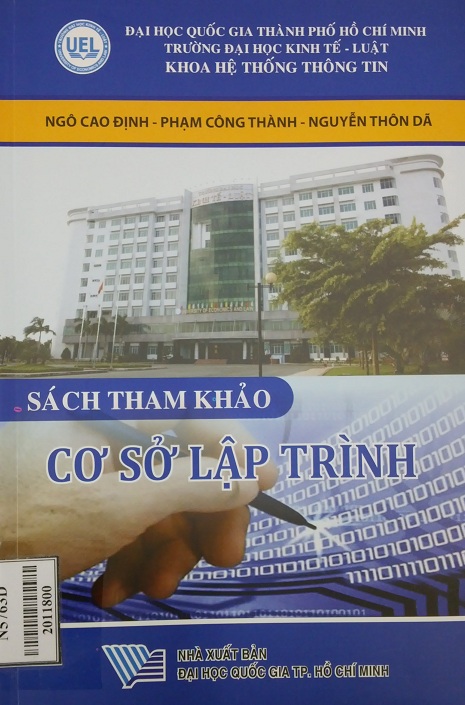 ĐẠI HỌC QUỐC GIA THÀNH PHỐ HỒ CHÍ MINH
TRƯỜNG ĐẠI HỌC KINH TẾ - LUẬT
KHOA HỆ THỐNG THÔNG TIN
UEL
NGÔ CAO ĐỊNH - PHẠM CÔNG THÀNH - NGUYỄN THÔN DÃ
SÁCH THAM KHẢO
CƠ SỞ LẬP TRÌNH
N5765D
2011800
NHÀ XUẤT BẢN
ĐẠI HỌC QUỐC GIA TP. HỒ CHÍ MINH